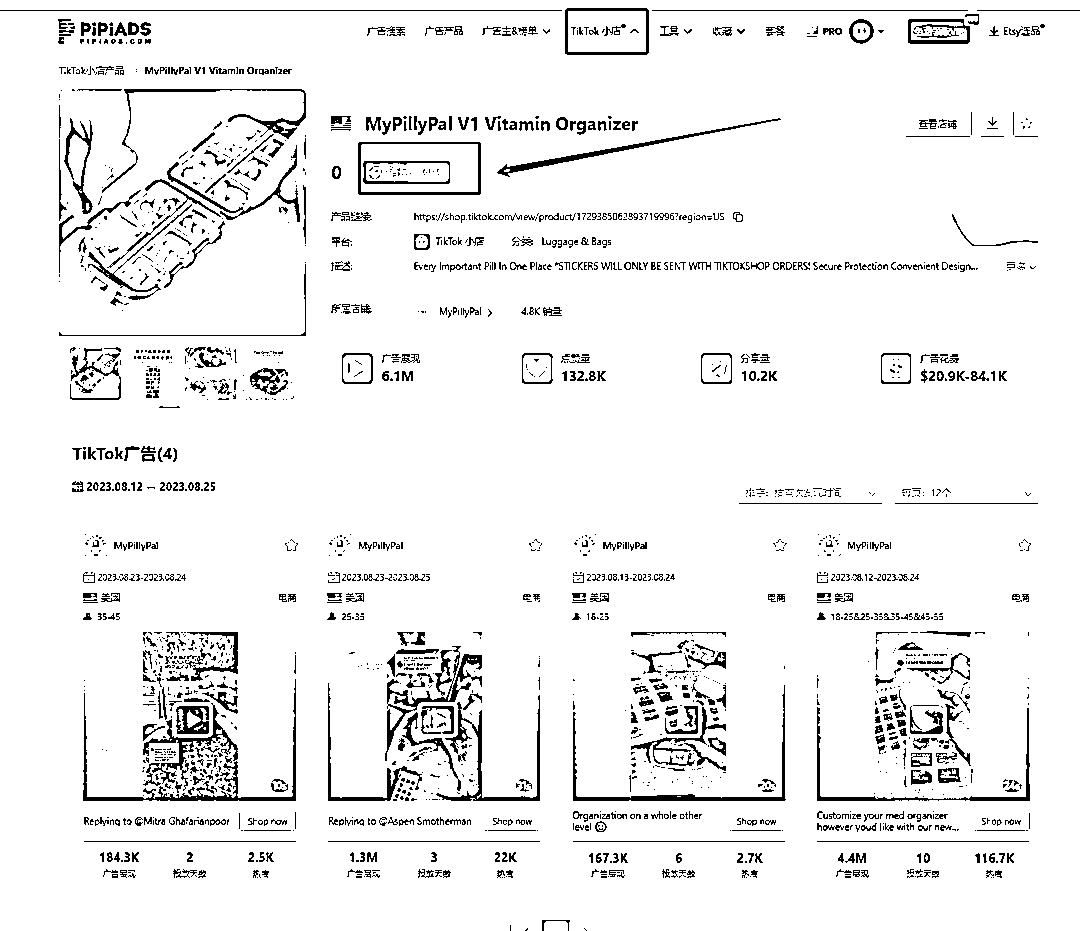 PiPiADS
PIPIADS.COM
广告搜索 广告产品 广告主&榜单 TikTok 小店 工具 收藏 套餐 PRO Etsy选品
TikTok小店产品 MyPillyPal V1 Vitamin Organizer
MyPillyPal V1 Vitamin Organizer
查看店铺
0
产品链接: https://shop.tiktok.com/view/product/1729385062893719996?region=US
平台: TikTok 小店 分类: Luggage & Bags
描述: Every Important Pill In One Place *STICKERS WILL ONLY BE SENT WITH TIKTOKSHOP ORDERS! Secure Protection Convenient Design... 更多
所属店铺: MyPillyPal 4.8K 销量
广告展现 点赞量 分享量 广告花费
6.1M 132.8K 10.2K $20.9K-84.1K
TikTok广告(4)
2023.08.12 – 2023.08.25
排序: 每页: 12个
MyPillyPal MyPillyPal MyPillyPal MyPillyPal
2023.08.23-2023.08.24 2023.08.23-2023.08.25 2023.08.13-2023.08.24 2023.08.12-2023.08.24
美国 电商 美国 电商 美国 电商 美国 电商
35-45 25-35 18-25 18-25&25-35&35-45&45-55
Replying to @Mitra Ghafarianpoor Shop now Replying to @Aspen Smotherman Shop now Organization on a whole other level Shop now Customize your med organizer however you'd like with our new... Shop now
184.3K 2 2.5K 1.3M 3 22K 167.3K 6 2.7K 4.4M 10 116.7K
广告展现 投放天数 热度 广告展现 投放天数 热度 广告展现 投放天数 热度 广告展现 投放天数 热度